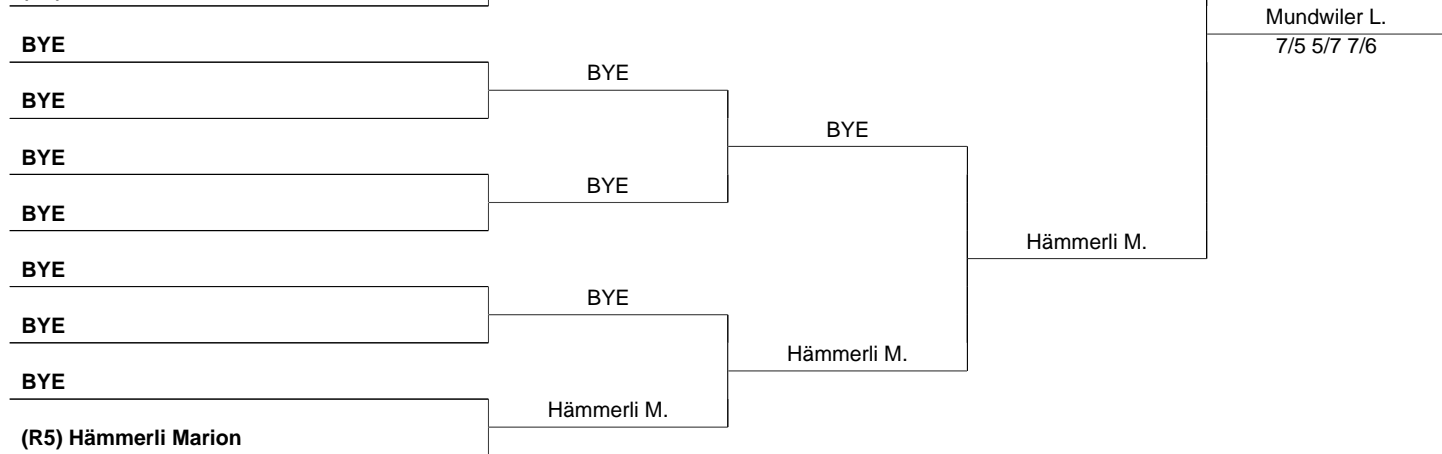 Mundwiler L.
BYE
7/5 5/7 7/6
BYE
BYE
BYE
BYE
BYE
BYE
Hämmerli M.
BYE
BYE
BYE
Hämmerli M.
BYE
Hämmerli M.
(R5) Hämmerli Marion